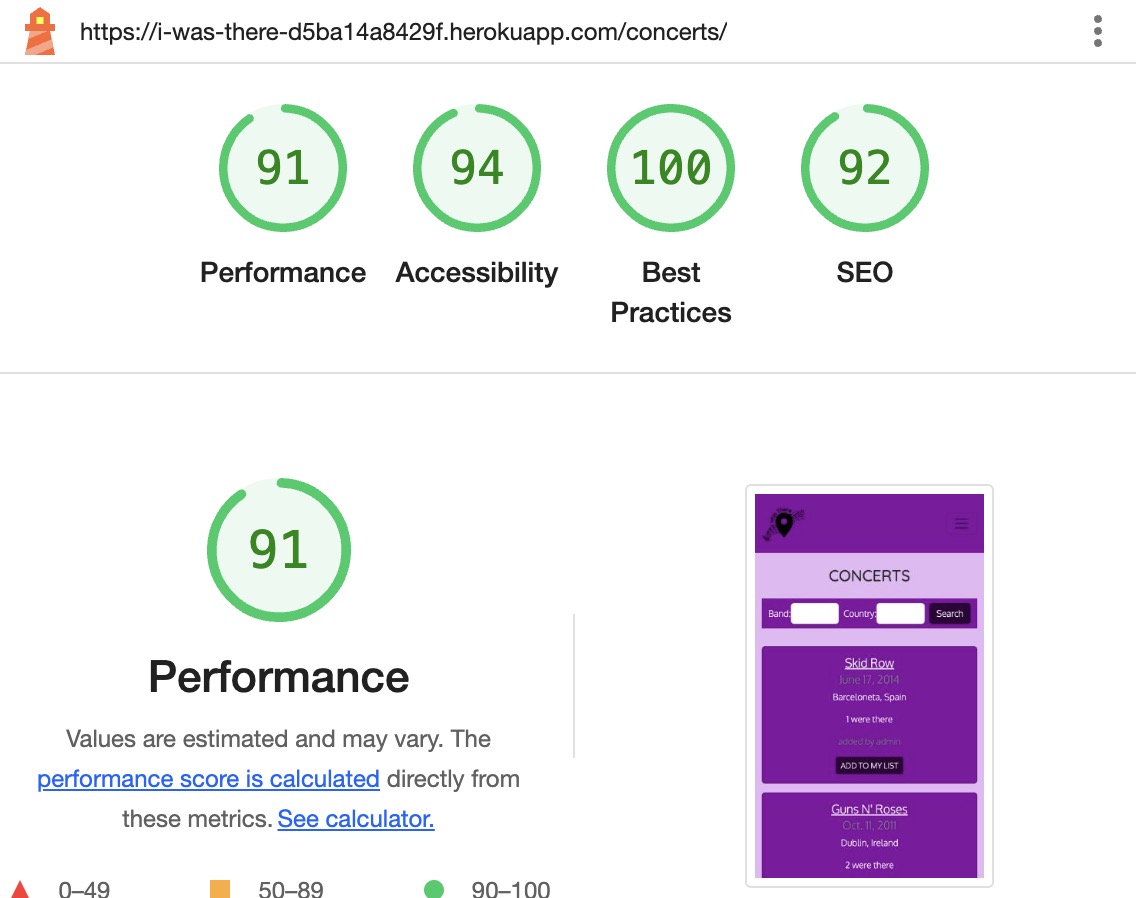 https://i-was-there-d5ba14a8429f.herokuapp.com/concerts/
91
94
100
92
Performance
Accessibility
Best
Practices
SEO
91
Performance
Values are estimated and may vary. The
performance score is calculated directly from
these metrics. See calculator.
0–49
50–89
90–100
CONCERTS
Band:
Country:
Search
Skid Row
June 17, 2014
Barceloneta, Spain
1 were there
added by admin
ADD TO MY LIST
Guns N' Roses
Oct. 11, 2011
Dublin, Ireland
2 were there